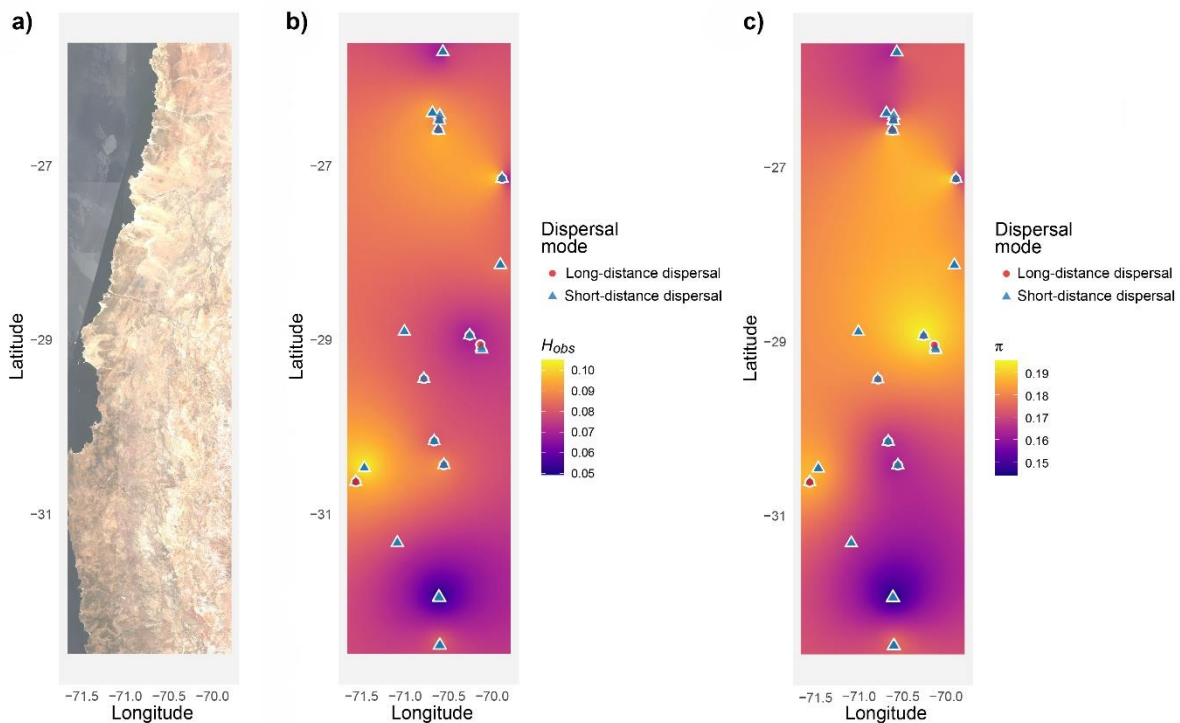 a)
Latitude
−27
−29
−31
−71.5 −71.0 −70.5 −70.0
Longitude
b)
Latitude
−27
−29
−31
−71.5 −71.0 −70.5 −70.0
Longitude
Dispersal
mode
Long-distance dispersal
Short-distance dispersal
Hobs
0.10
0.09
0.08
0.07
0.06
0.05
c)
Latitude
−27
−29
−31
−71.5 −71.0 −70.5 −70.0
Longitude
Dispersal
mode
Long-distance dispersal
Short-distance dispersal
π
0.19
0.18
0.17
0.16
0.15